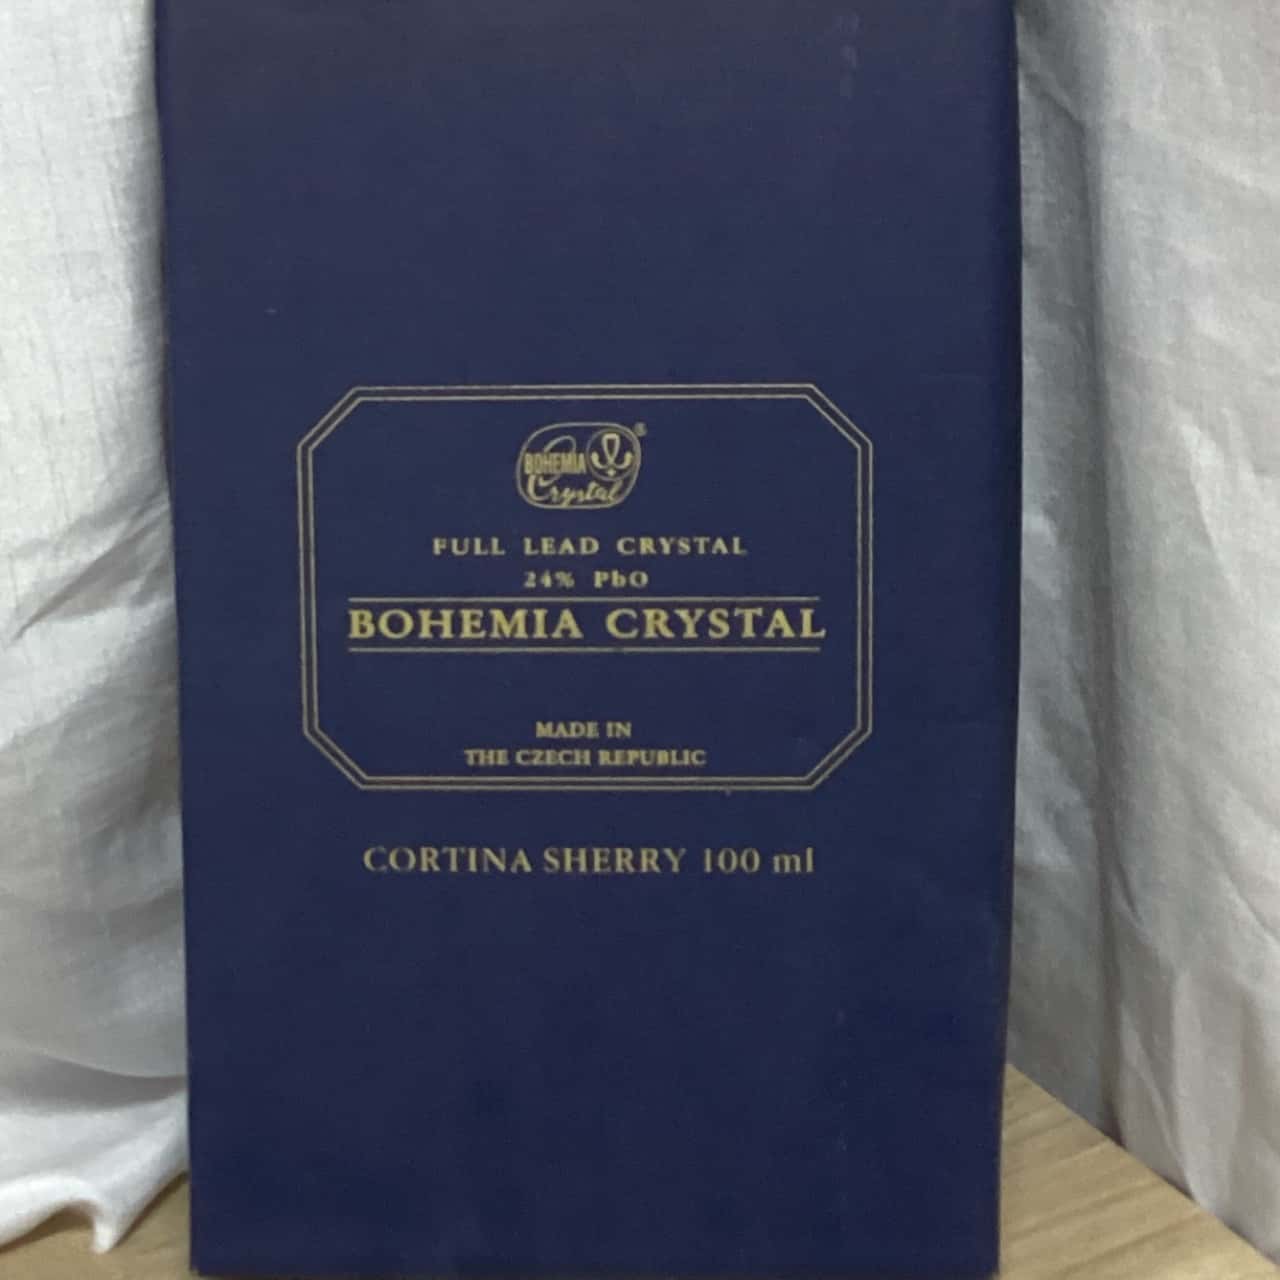 BOHEMIA
Crystal
®
FULL LEAD CRYSTAL
24% PbO
BOHEMIA CRYSTAL
MADE IN
THE CZECH REPUBLIC
CORTINA SHERRY 100 ml